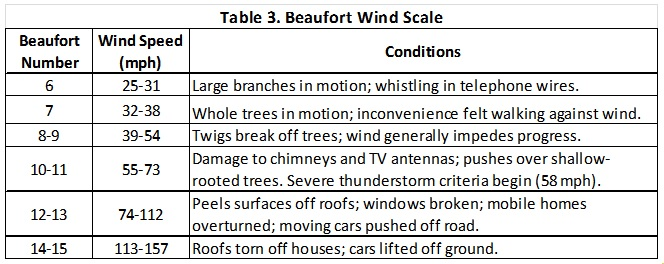 Table 3. Beaufort Wind Scale
Beaufort Number Wind Speed (mph) Conditions
6 25-31 Large branches in motion; whistling in telephone wires.
7 32-38 Whole trees in motion; inconvenience felt walking against wind.
8-9 39-54 Twigs break off trees; wind generally impedes progress.
10-11 55-73 Damage to chimneys and TV antennas; pushes over shallow-
rooted trees. Severe thunderstorm criteria begin (58 mph).
12-13 74-112 Peels surfaces off roofs; windows broken; mobile homes
overturned; moving cars pushed off road.
14-15 113-157 Roofs torn off houses; cars lifted off ground.